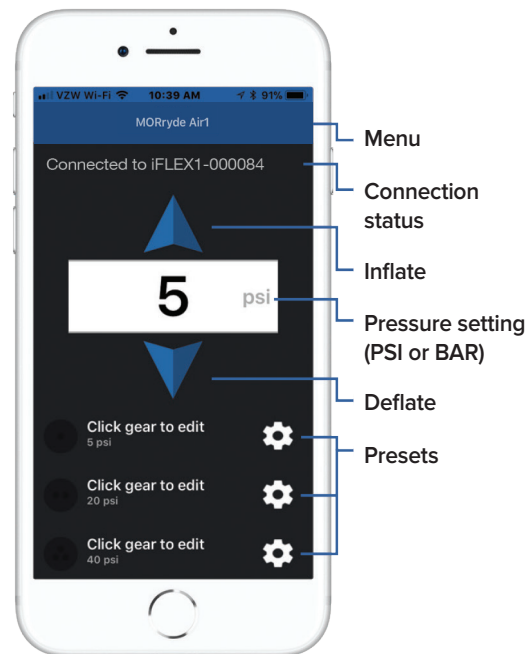 VZW Wi-Fi 10:39 AM 91%
MORryde Air1
Menu
Connected to iFLEX1-000084
Connection
status
Inflate
5 psi
Pressure setting
(PSI or BAR)
Deflate
Click gear to edit
5 psi
Presets
Click gear to edit
20 psi
Click gear to edit
40 psi